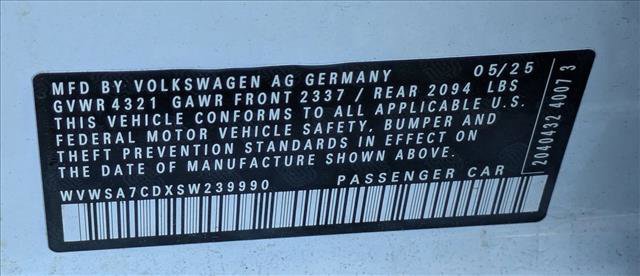 MFD BY VOLKSWAGEN AG GERMANY 05/25
GVWR 4321 GAWR FRONT 2337 / REAR 2094 LBS
THIS VEHICLE CONFORMS TO ALL APPLICABLE U.S.
FEDERAL MOTOR VEHICLE SAFETY, BUMPER AND
THEFT PREVENTION STANDARDS IN EFFECT ON
THE DATE OF MANUFACTURE SHOWN ABOVE.
WVWSA7CDXSW239990 PASSENGER CAR
2040432 4D07 3